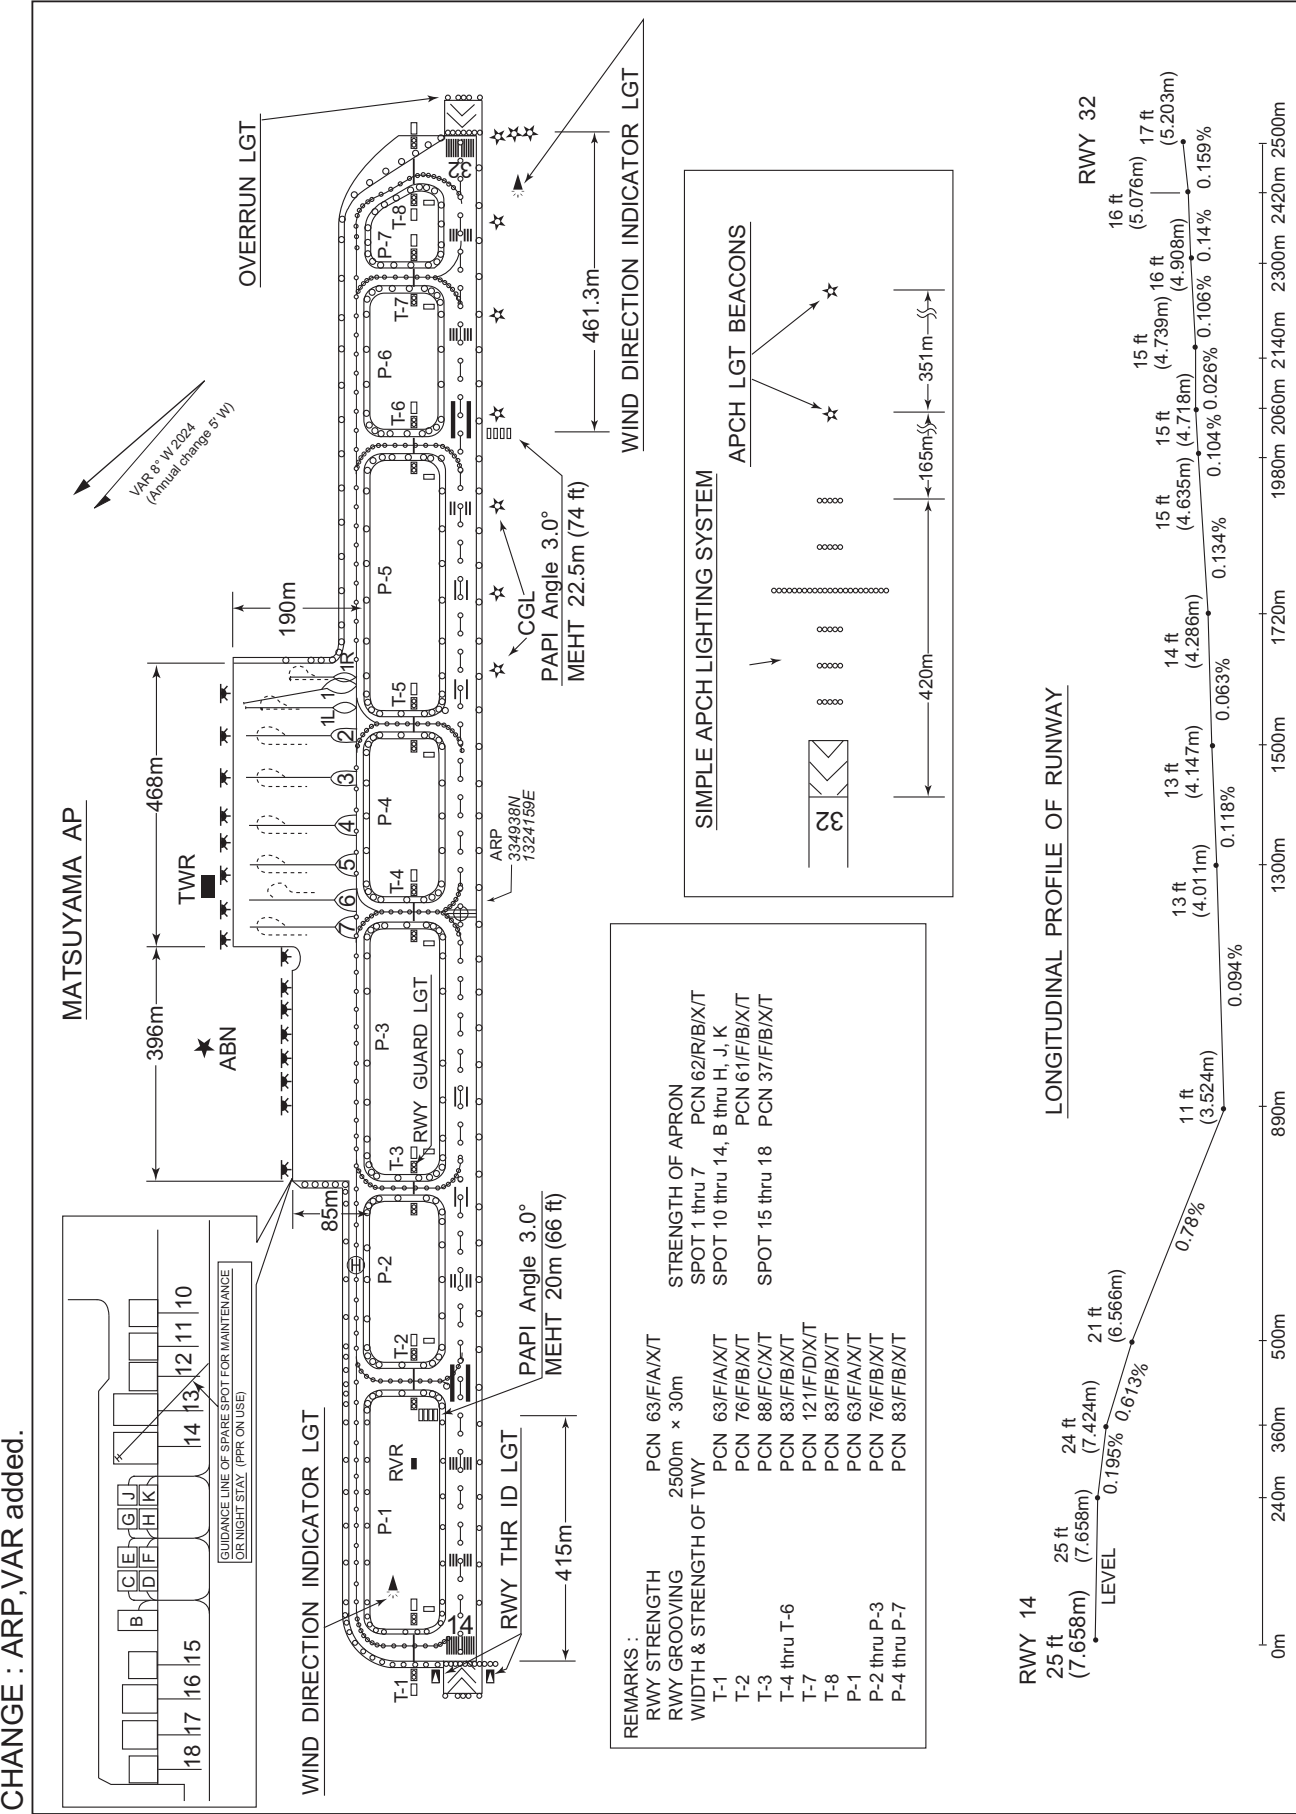 CHANGE : ARP,VAR added.
MATSUYAMA AP
18
17
16
15
B
C
E
D
F
G
J
H
K
14
13
12
11
10
GUIDANCE LINE OF SPARE SPOT FOR MAINTENANCE
OR NIGHT STAY (PPR ON USE)
396m
468m
ABN
TWR
190m
85m
VAR 8° W 2024
(Annual change 5' W)
OVERRUN LGT
7
6
5
4
3
2
1L
1
1R
H
WIND DIRECTION INDICATOR LGT
P-1
RVR
P-2
P-3
P-4
P-5
P-6
P-7
T-1
T-2
T-3
T-4
T-5
T-6
T-7
T-8
RWY GUARD LGT
14
32
RWY THR ID LGT
415m
PAPI Angle 3.0°
MEHT 20m (66 ft)
ARP
334938N
1324159E
CGL
PAPI Angle 3.0°
MEHT 22.5m (74 ft)
461.3m
WIND DIRECTION INDICATOR LGT
REMARKS :
RWY STRENGTH PCN 63/F/A/X/T
RWY GROOVING 2500m × 30m
WIDTH & STRENGTH OF TWY
T-1 PCN 63/F/A/X/T
T-2 PCN 76/F/B/X/T
T-3 PCN 88/F/C/X/T
T-4 thru T-6 PCN 83/F/B/X/T
T-7 PCN 121/F/D/X/T
T-8 PCN 83/F/B/X/T
P-1 PCN 63/F/A/X/T
P-2 thru P-3 PCN 76/F/B/X/T
P-4 thru P-7 PCN 83/F/B/X/T
STRENGTH OF APRON
SPOT 1 thru 7 PCN 62/R/B/X/T
SPOT 10 thru 14, B thru H, J, K
PCN 61/F/B/X/T
SPOT 15 thru 18 PCN 37/F/B/X/T
SIMPLE APCH LIGHTING SYSTEM
APCH LGT BEACONS
32
420m
165m
351m
LONGITUDINAL PROFILE OF RUNWAY
RWY 14
25 ft
(7.658m)
LEVEL
25 ft
(7.658m)
0.195%
24 ft
(7.424m)
0.613%
21 ft
(6.566m)
0.78%
11 ft
(3.524m)
0.094%
13 ft
(4.011m)
0.118%
13 ft
(4.147m)
0.063%
14 ft
(4.286m)
0.134%
15 ft
(4.635m)
0.104%
15 ft
(4.718m)
0.026%
15 ft
(4.739m)
0.106%
16 ft
(4.908m)
0.14%
16 ft
(5.076m)
0.159%
17 ft
(5.203m)
RWY 32
0m
240m
360m
500m
890m
1300m
1500m
1720m
1980m
2060m
2140m
2300m
2420m
2500m